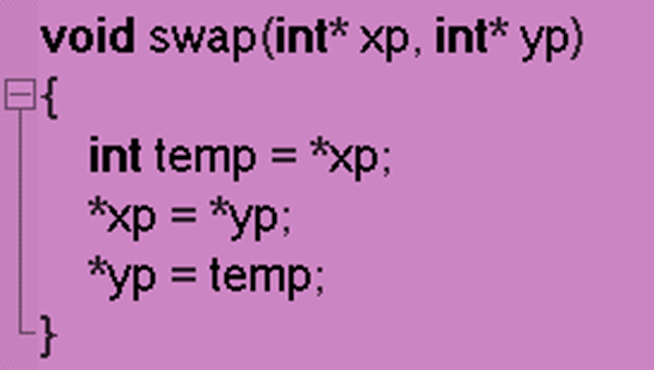 void swap(int* xp, int* yp)
{
int temp = *xp;
*xp = *yp;
*yp = temp;
}